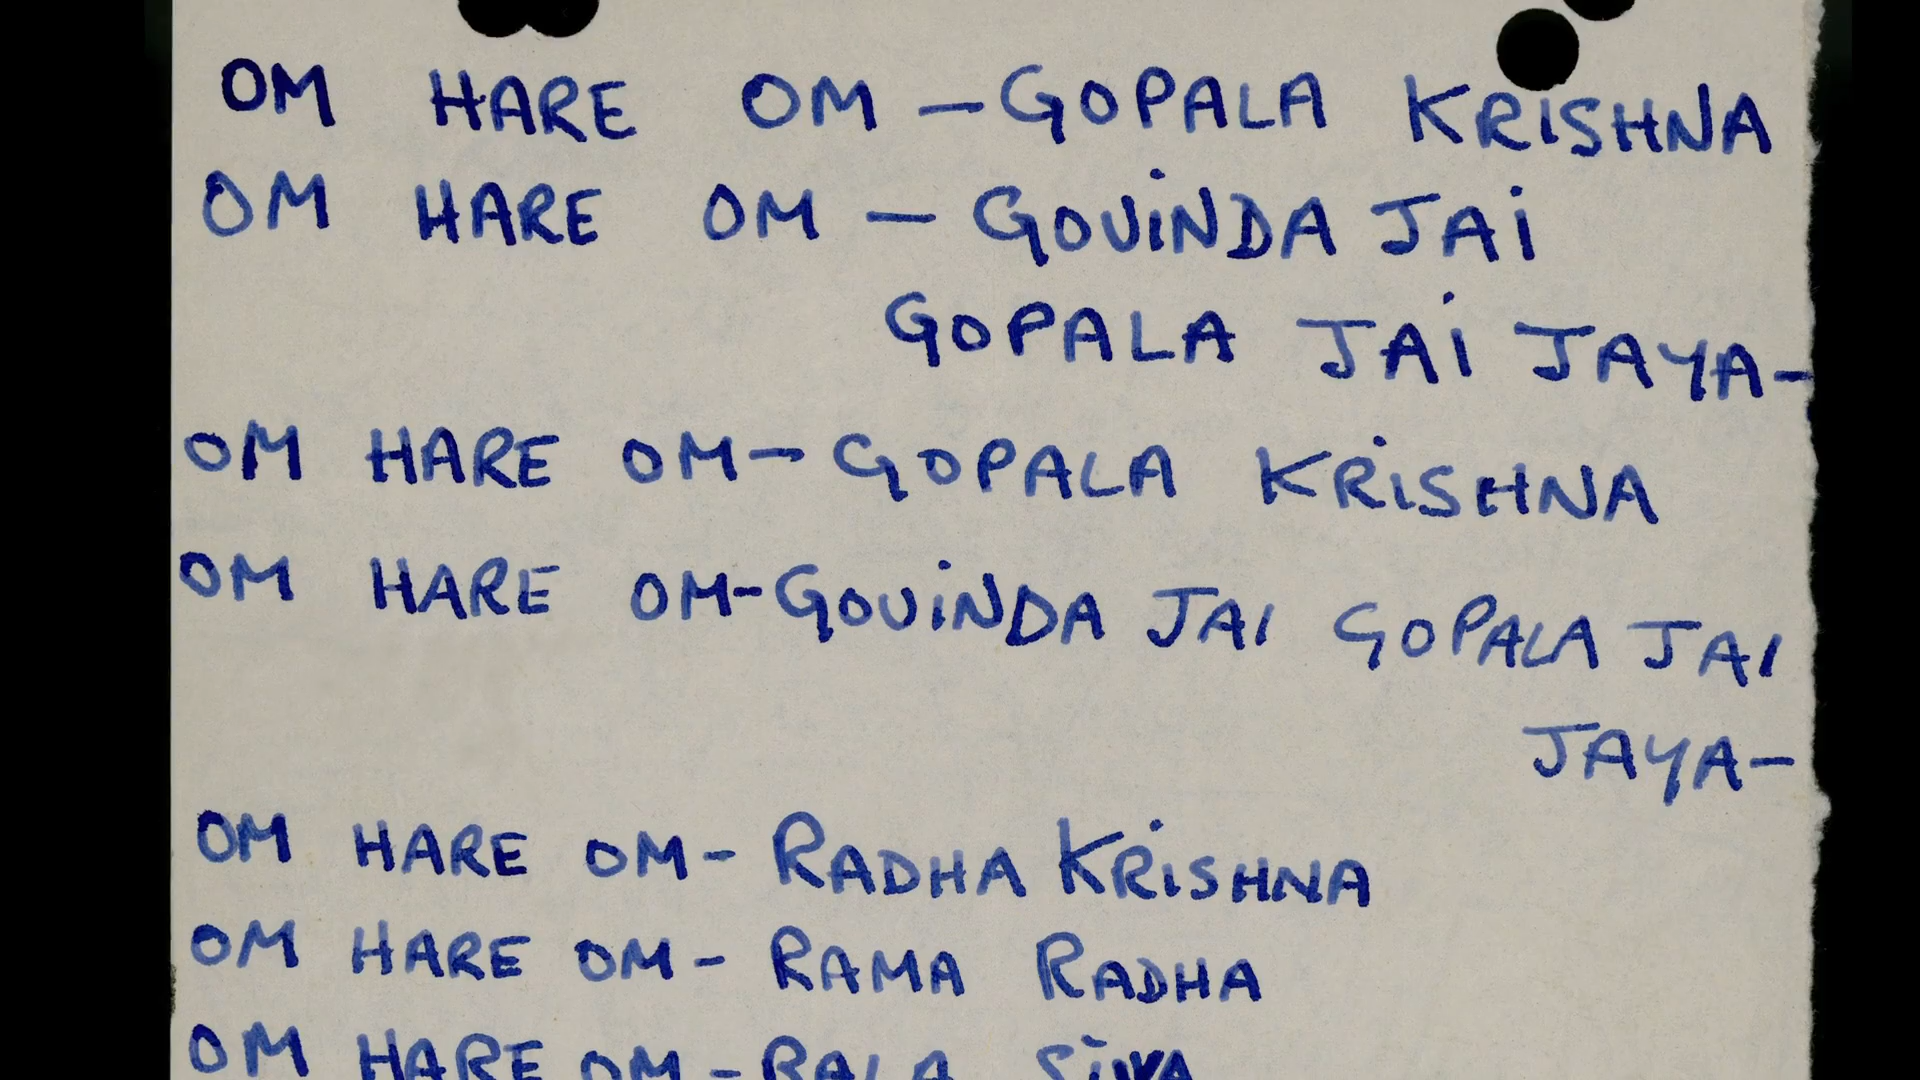 OM HARE OM – GOPALA KRISHNA
OM HARE OM – GOViNDA JAi
GOPALA JAi JAYA-
OM HARE OM - GOPALA KRiSHNA
OM HARE OM-GOViNDA JAI GOPALA JAI
JAYA-
OM HARE OM- RADHA KRiSHNA
OM HARE OM- RAMA RADHA
OM HARE OM- BALA SiVA